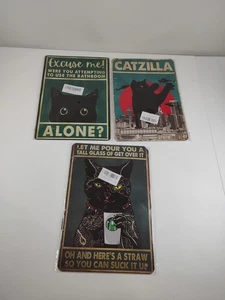 Excuse me!
WERE YOU ATTEMPTING
TO USE THE BATHROOM
ALONE?
CATZILLA
LET ME POUR YOU A
TALL GLASS OF GET OVER IT
OH AND HERE'S A STRAW
SO YOU CAN SUCK IT UP